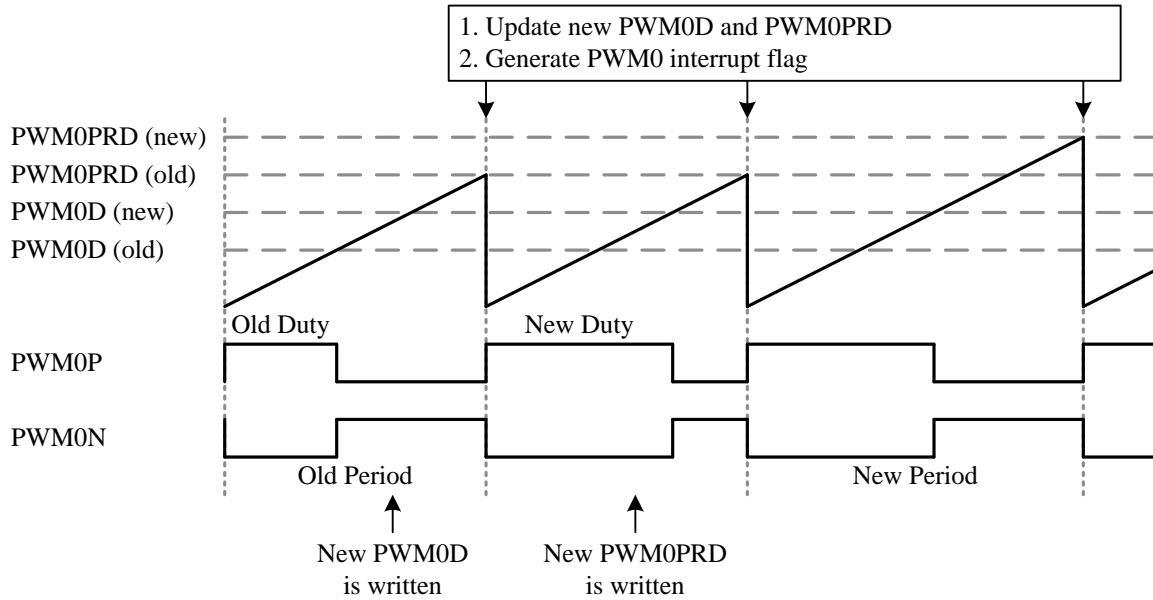 1. Update new PWM0D and PWM0PRD
2. Generate PWM0 interrupt flag
PWM0PRD (new)
PWM0PRD (old)
PWM0D (new)
PWM0D (old)
Old Duty
New Duty
PWM0P
PWM0N
Old Period
New Period
New PWM0D
is written
New PWM0PRD
is written